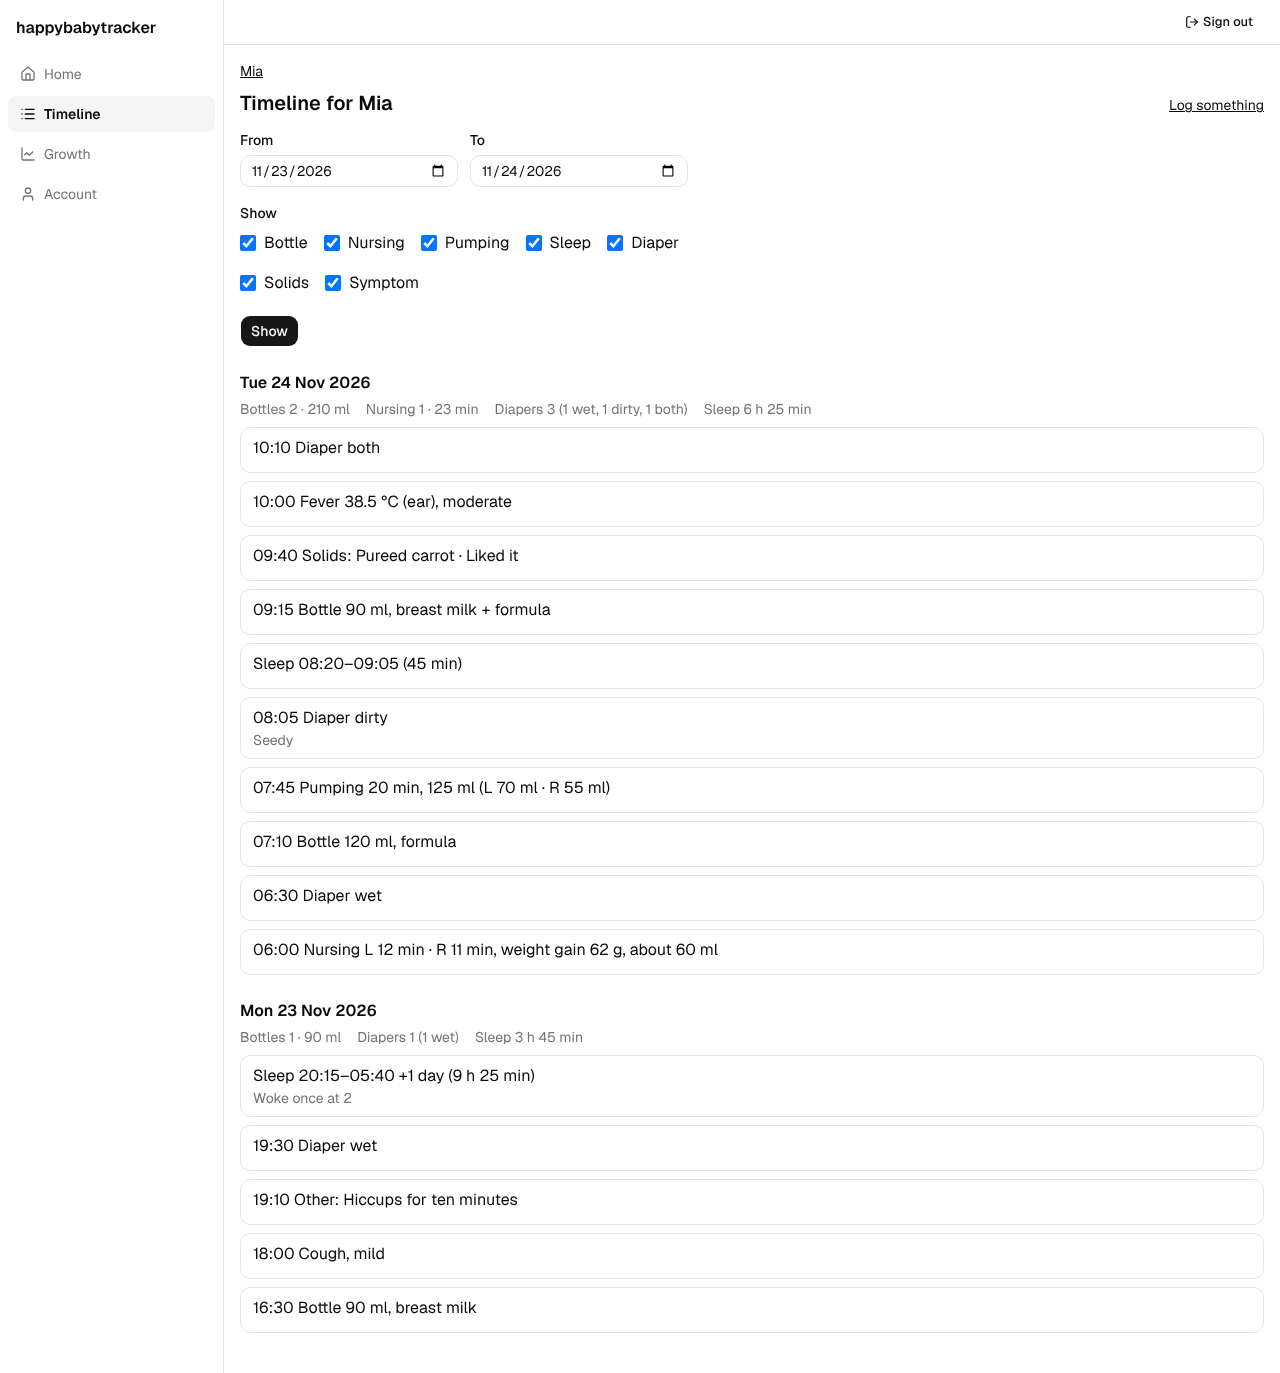 happybabytracker
Sign out
Home
Timeline
Growth
Account
Mia
Timeline for Mia
Log something
From
To
11/23/2026
11/24/2026
Show
Bottle
Nursing
Pumping
Sleep
Diaper
Solids
Symptom
Show
Tue 24 Nov 2026
Bottles 2 · 210 ml Nursing 1 · 23 min Diapers 3 (1 wet, 1 dirty, 1 both) Sleep 6 h 25 min
10:10 Diaper both
10:00 Fever 38.5 °C (ear), moderate
09:40 Solids: Pureed carrot · Liked it
09:15 Bottle 90 ml, breast milk + formula
Sleep 08:20–09:05 (45 min)
08:05 Diaper dirty
Seedy
07:45 Pumping 20 min, 125 ml (L 70 ml · R 55 ml)
07:10 Bottle 120 ml, formula
06:30 Diaper wet
06:00 Nursing L 12 min · R 11 min, weight gain 62 g, about 60 ml
Mon 23 Nov 2026
Bottles 1 · 90 ml Diapers 1 (1 wet) Sleep 3 h 45 min
Sleep 20:15–05:40 +1 day (9 h 25 min)
Woke once at 2
19:30 Diaper wet
19:10 Other: Hiccups for ten minutes
18:00 Cough, mild
16:30 Bottle 90 ml, breast milk